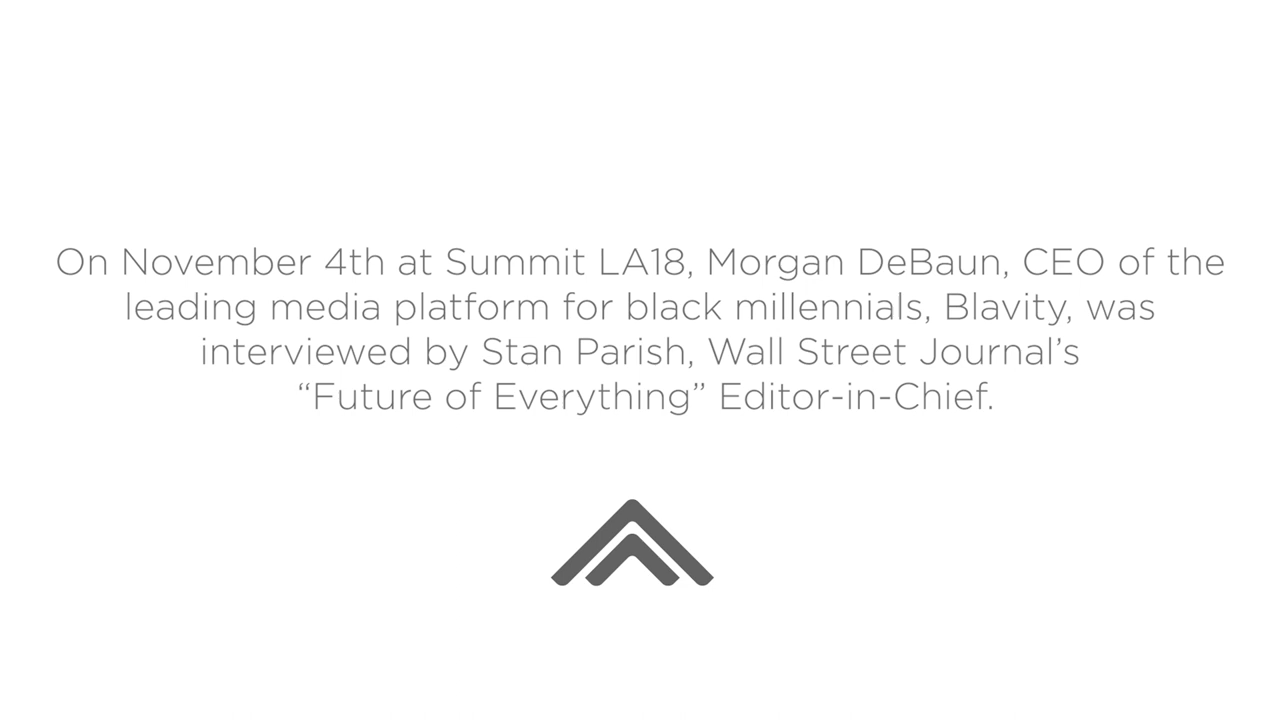 On November 4th at Summit LA18, Morgan DeBaun, CEO of the
leading media platform for black millennials, Blavity, was
interviewed by Stan Parish, Wall Street Journal’s
“Future of Everything” Editor-in-Chief.